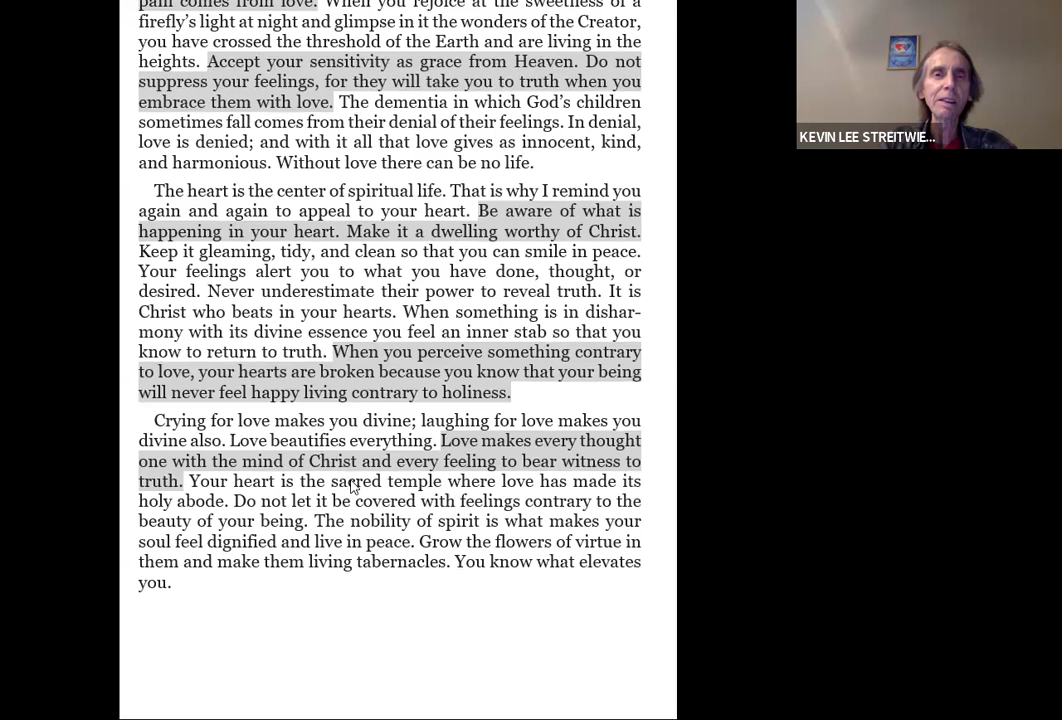 pain comes from love. When you rejoice at the sweetness of a
firefly's light at night and glimpse in it the wonders of the Creator,
you have crossed the threshold of the Earth and are living in the
heights. Accept your sensitivity as grace from Heaven. Do not
suppress your feelings, for they will take you to truth when you
embrace them with love. The dementia in which God's children
sometimes fall comes from their denial of their feelings. In denial,
love is denied; and with it all that love gives as innocent, kind,
and harmonious. Without love there can be no life.
The heart is the center of spiritual life. That is why I remind you
again and again to appeal to your heart. Be aware of what is
happening in your heart. Make it a dwelling worthy of Christ.
Keep it gleaming, tidy, and clean so that you can smile in peace.
Your feelings alert you to what you have done, thought, or
desired. Never underestimate their power to reveal truth. It is
Christ who beats in your hearts. When something is in dishar-
mony with its divine essence you feel an inner stab so that you
know to return to truth. When you perceive something contrary
to love, your hearts are broken because you know that your being
will never feel happy living contrary to holiness.
Crying for love makes you divine; laughing for love makes you
divine also. Love beautifies everything. Love makes every thought
one with the mind of Christ and every feeling to bear witness to
truth. Your heart is the sacred temple where love has made its
holy abode. Do not let it be covered with feelings contrary to the
beauty of your being. The nobility of spirit is what makes your
soul feel dignified and live in peace. Grow the flowers of virtue in
them and make them living tabernacles. You know what elevates
you.
KEVIN LEE STREITWIE...